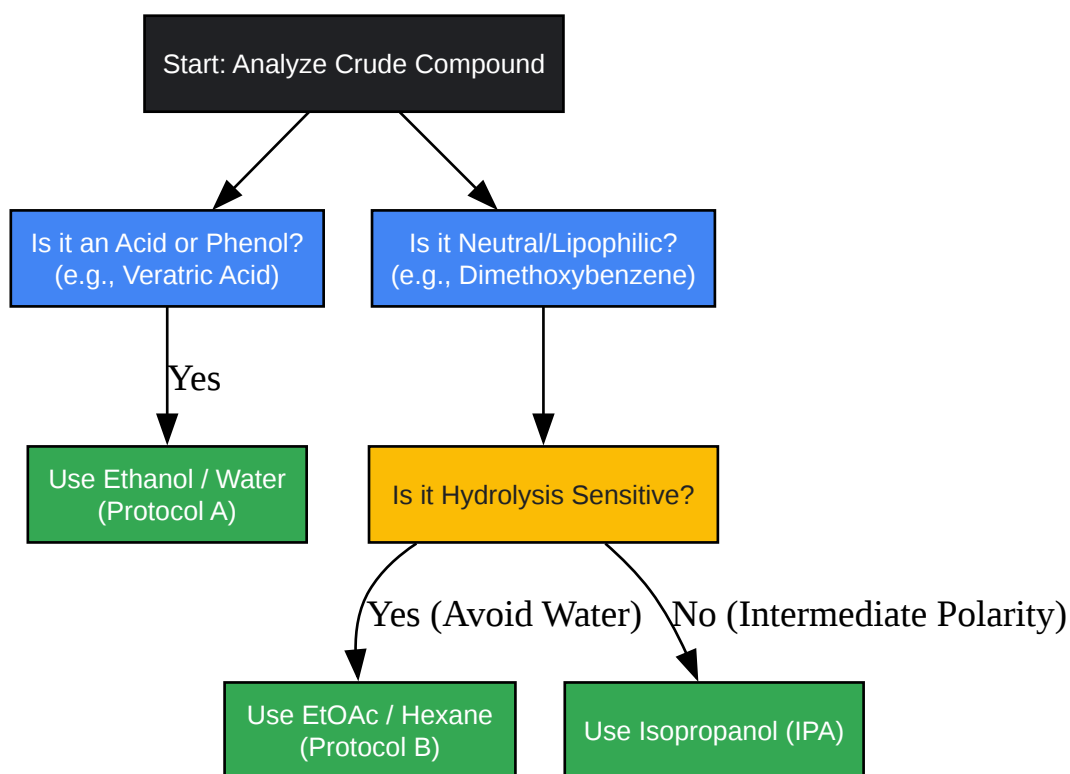 Start: Analyze Crude Compound
Is it an Acid or Phenol?
(e.g., Veratric Acid)
Is it Neutral/Lipophilic?
(e.g., Dimethoxybenzene)
Yes
Use Ethanol / Water
(Protocol A)
Is it Hydrolysis Sensitive?
Yes (Avoid Water)
No (Intermediate Polarity)
Use EtOAc / Hexane
(Protocol B)
Use Isopropanol (IPA)